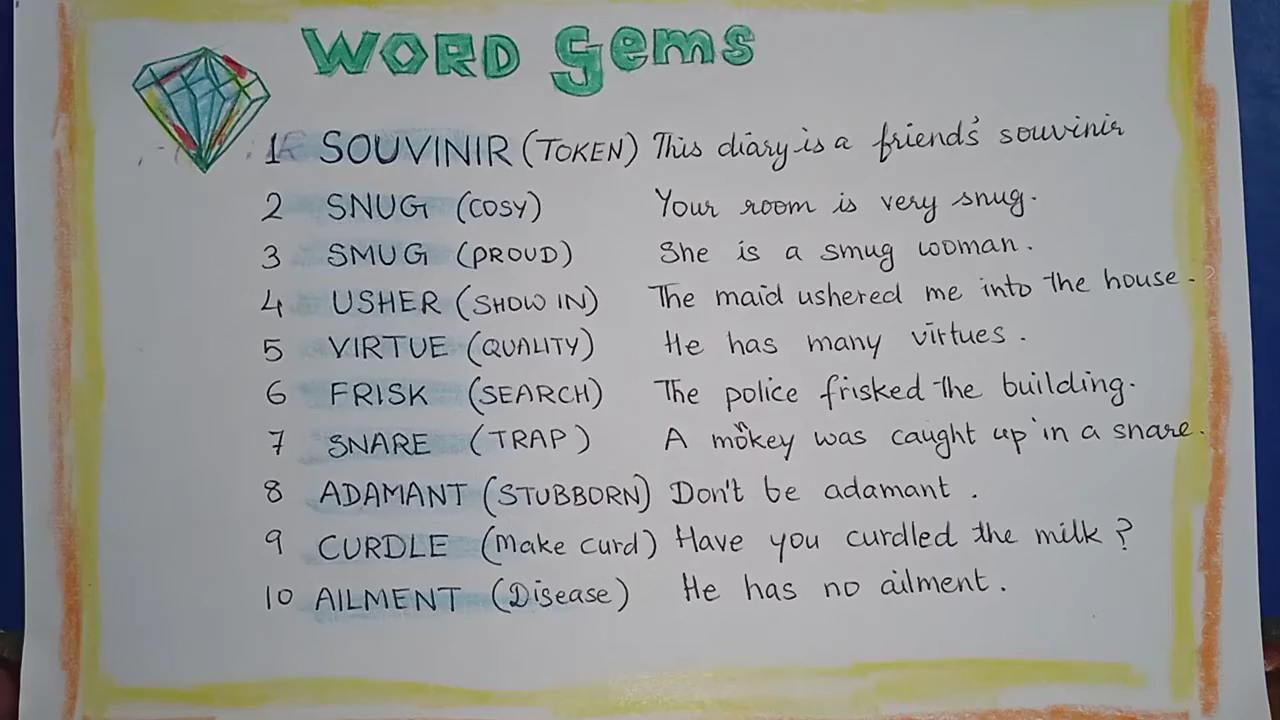 WORD Gems
1 SOUVINIR (TOKEN) This diary is a friend's souvinir
2 SNUG (COSY) Your room is very snug.
3 SMUG (PROUD) She is a smug woman.
4 USHER (SHOW IN) The maid ushered me into the house.
5 VIRTUE (QUALITY) He has many virtues.
6 FRISK (SEARCH) The police frisked the building.
7 SNARE (TRAP) A monkey was caught up in a snare.
8 ADAMANT (STUBBORN) Don't be adamant.
9 CURDLE (Make curd) Have you curdled the milk?
10 AILMENT (Disease) He has no ailment.